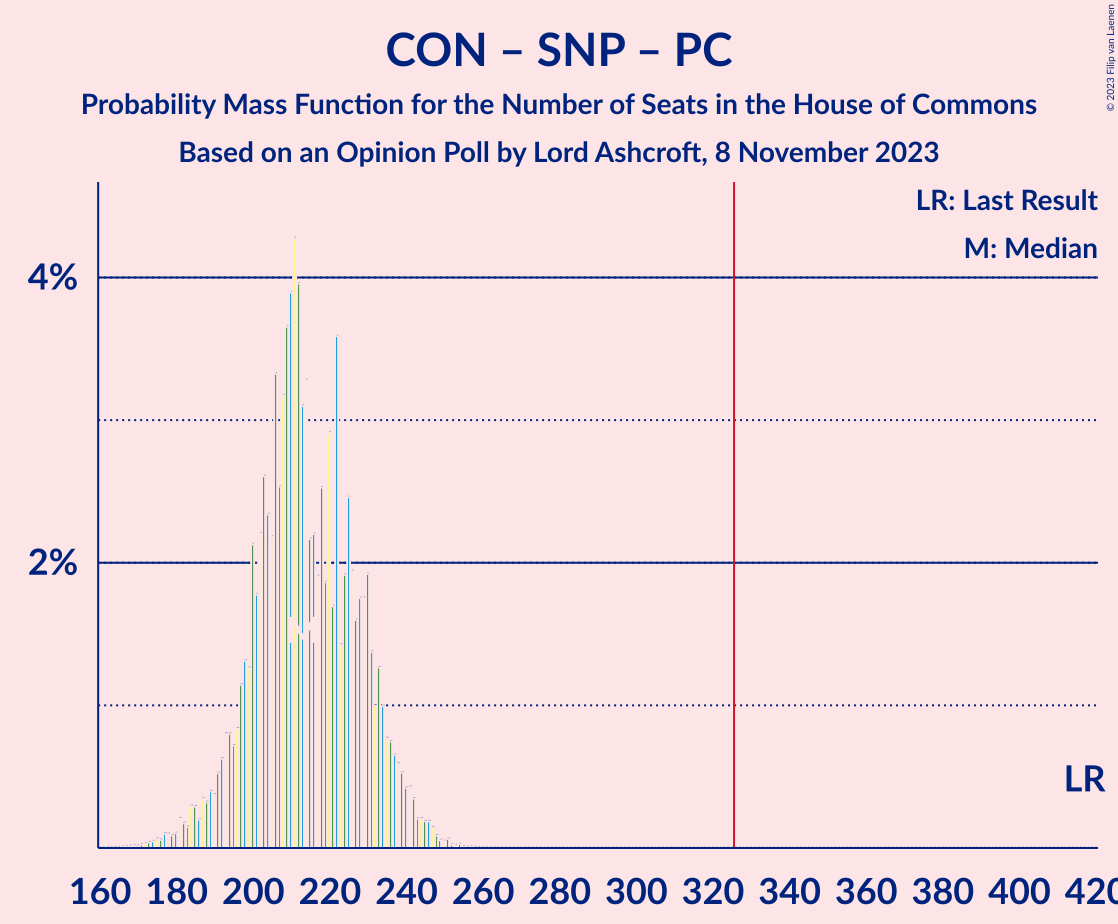 CON – SNP – PC
Probability Mass Function for the Number of Seats in the House of Commons
Based on an Opinion Poll by Lord Ashcroft, 8 November 2023
© 2023 Filip van Laenen
LR: Last Result
M: Median
4%
2%
LR
160 180 200 220 240 260 280 300 320 340 360 380 400 420